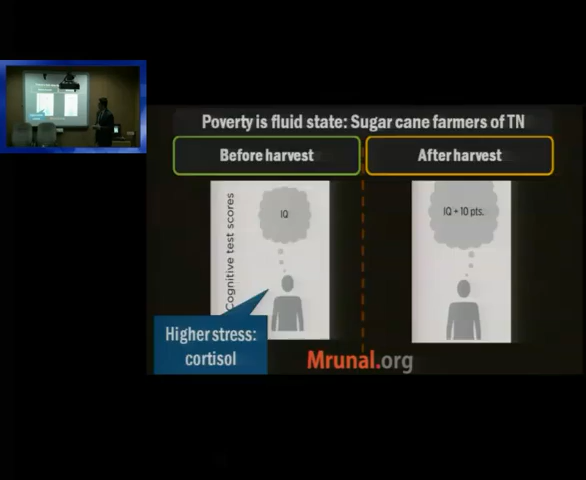 Poverty is fluid state: Sugar cane farmers of TN
Before harvest
After harvest
Cognitive test scores
IQ
IQ + 10 pts.
Higher stress:
cortisol
Mrunal.org